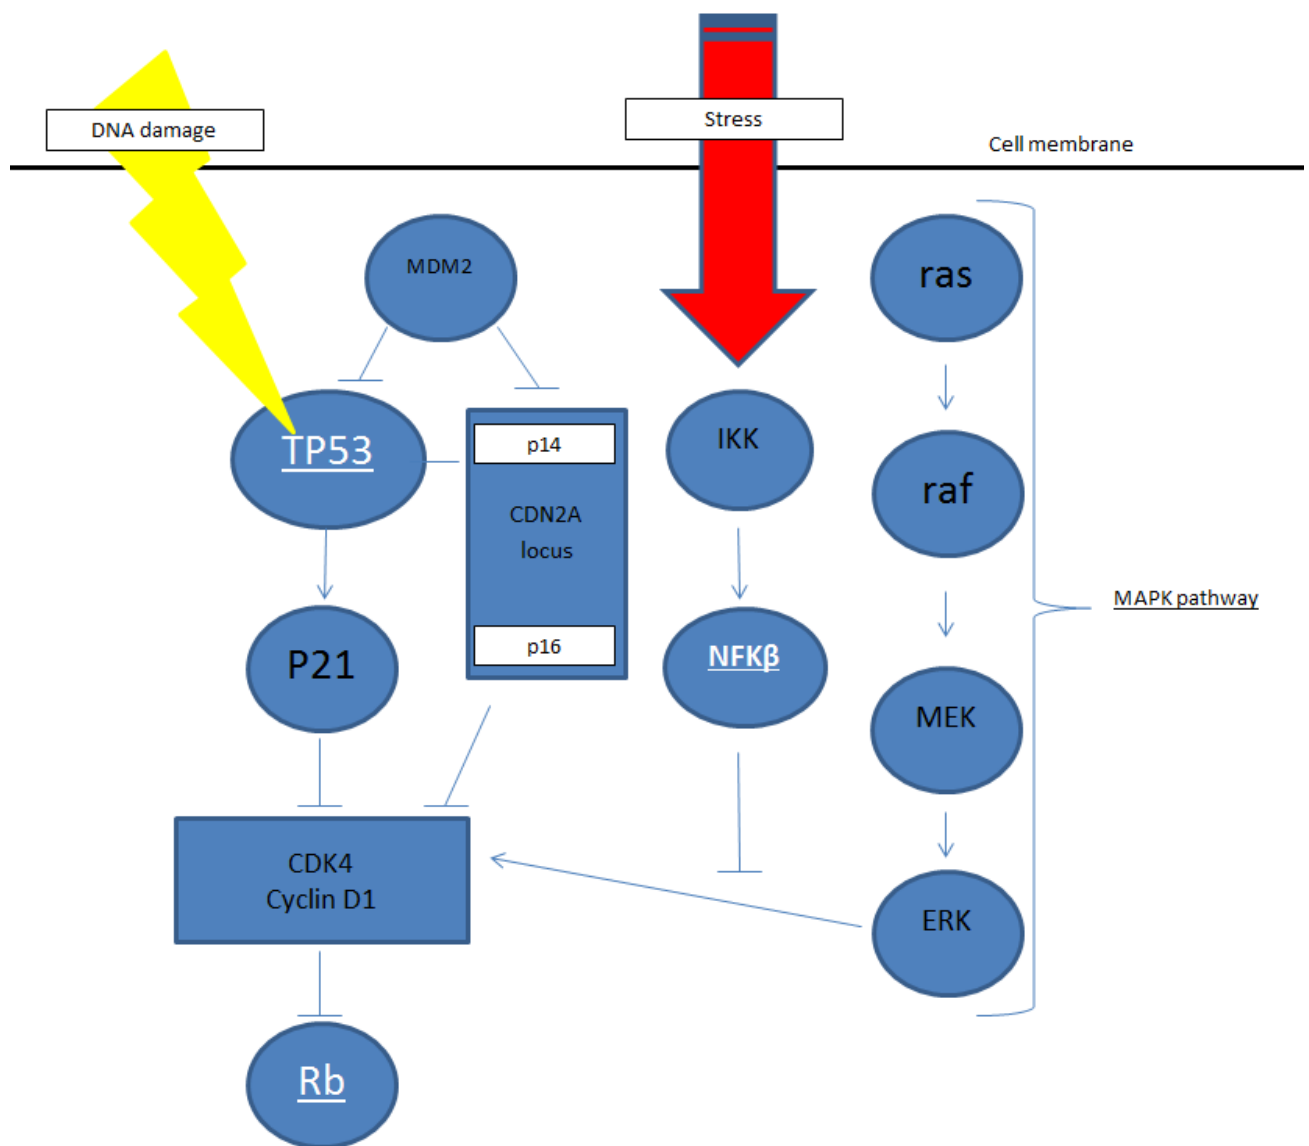 DNA damage
Stress
Cell membrane
MDM2
ras
TP53
p14
CDN2A
locus
p16
IKK
raf
P21
NFKβ
MAPK pathway
MEK
CDK4
Cyclin D1
ERK
Rb